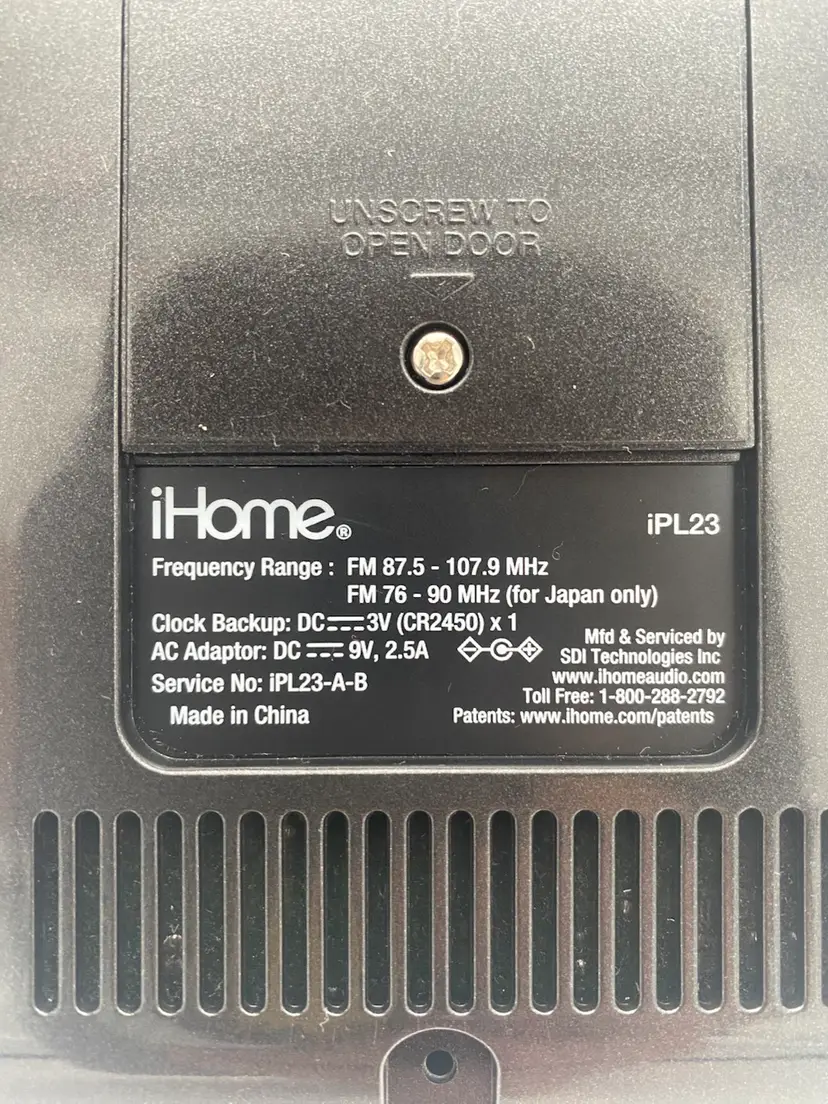 UNSCREW TO
OPEN DOOR
iHome®
iPL23
Frequency Range : FM 87.5 - 107.9 MHz
FM 76 - 90 MHz (for Japan only)
Clock Backup: DC⎓3V (CR2450) x 1
AC Adaptor: DC ⎓ 9V, 2.5A
Service No: iPL23-A-B
Made in China
Mfd & Serviced by
SDI Technologies Inc
www.ihomeaudio.com
Toll Free: 1-800-288-2792
Patents: www.ihome.com/patents